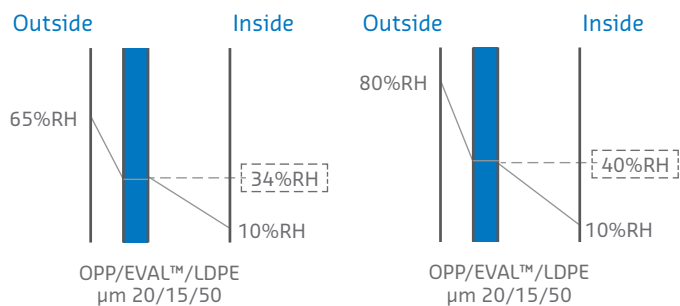 Outside Inside
65%RH
34%RH
10%RH
OPP/EVAL™/LDPE
µm 20/15/50
Outside Inside
80%RH
40%RH
10%RH
OPP/EVAL™/LDPE
µm 20/15/50